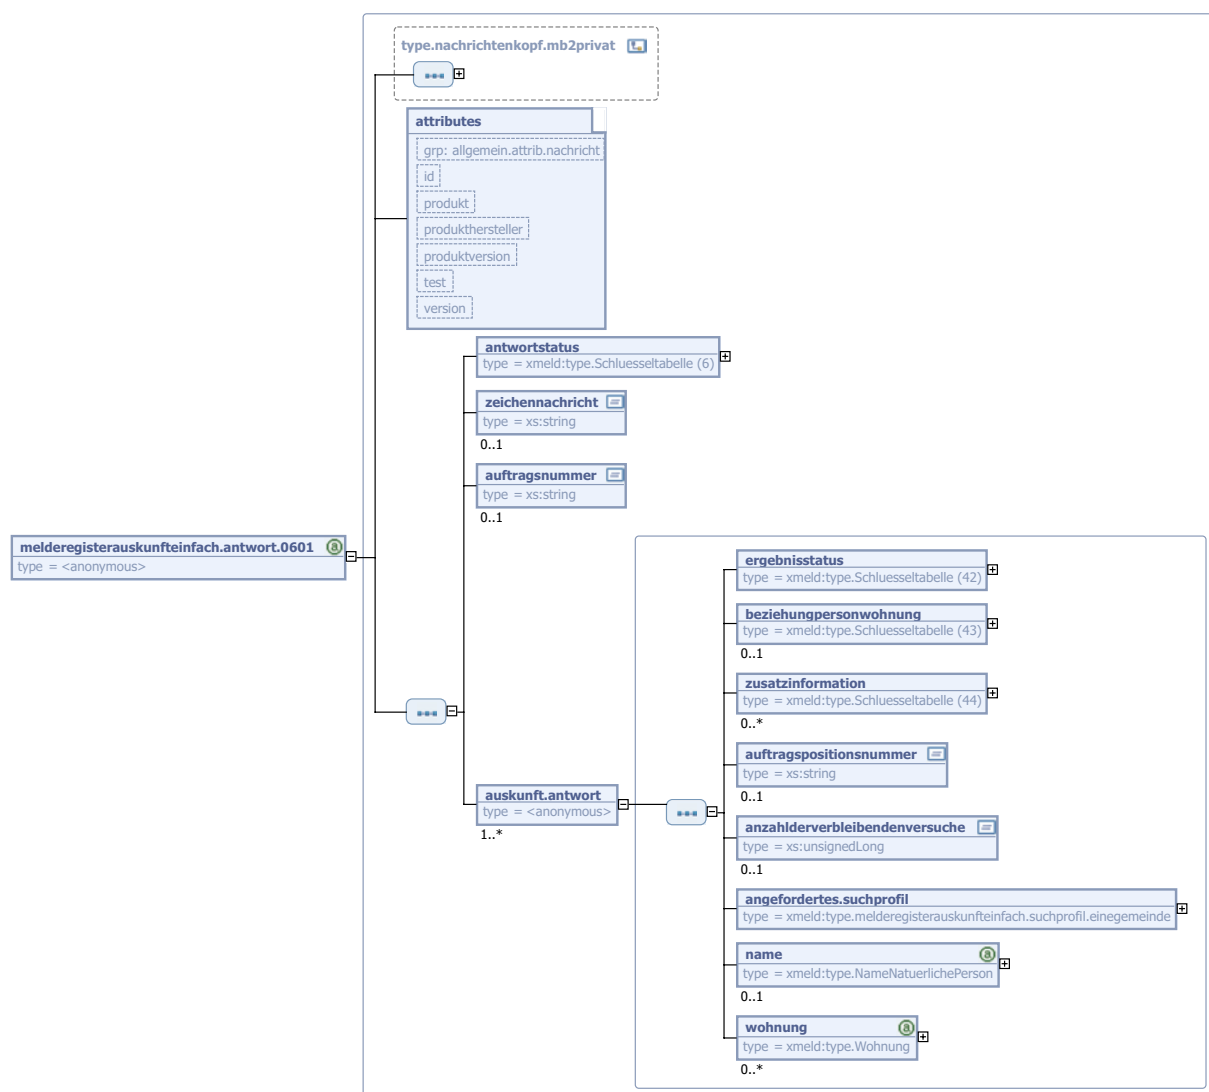 type.nachrichtenkopf.mb2privat
attributes
grp: allgemein.attrib.nachricht
id
produkt
produkthersteller
produktversion
test
version
antwortstatus
type = xmeld:type.Schluesseltabelle (6)
zeichennachricht
type = xs:string
0..1
auftragsnummer
type = xs:string
0..1
melderegisterauskunfteinfach.antwort.0601
type = <anonymous>
auskunft.antwort
type = <anonymous>
1..*
ergebnisstatus
type = xmeld:type.Schluesseltabelle (42)
beziehungpersonwohnung
type = xmeld:type.Schluesseltabelle (43)
0..1
zusatzinformation
type = xmeld:type.Schluesseltabelle (44)
0..*
auftragspositionsnummer
type = xs:string
0..1
anzahlderverbleibendenversuche
type = xs:unsignedLong
0..1
angefordertes.suchprofil
type = xmeld:type.melderegisterauskunfteinfach.suchprofil.einegemeinde
name
type = xmeld:type.NameNatuerlichePerson
0..1
wohnung
type = xmeld:type.Wohnung
0..*